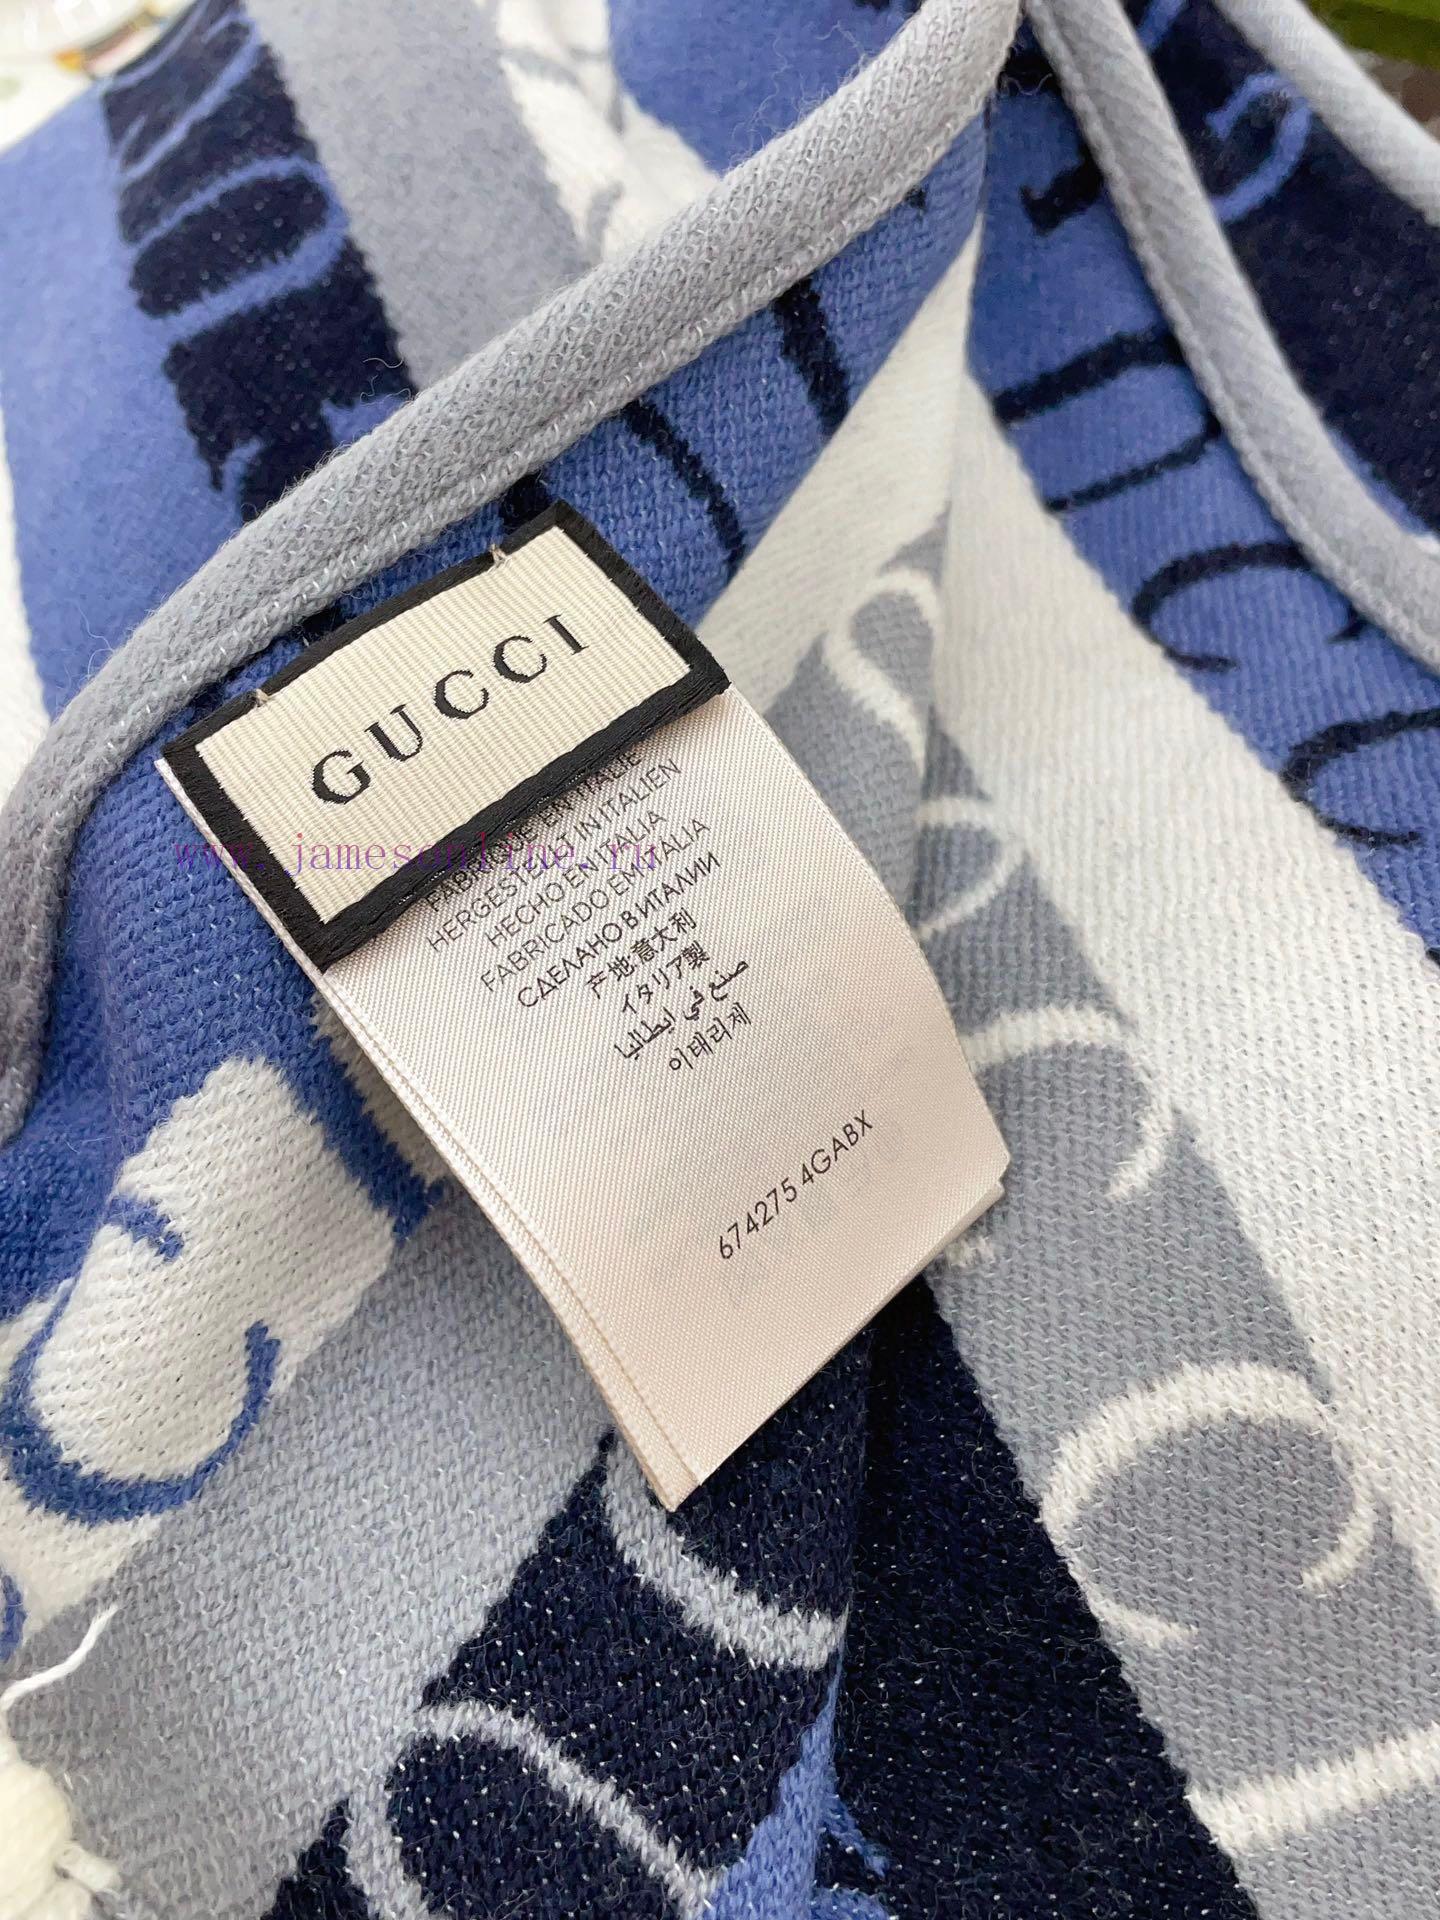 GUCCI
FABRIQUÉ EN ITALIE
HERGESTELLT IN ITALIEN
HECHO EN ITALIA
FABRICADO EM ITÁLIA
СДЕЛАНО В ИТАЛИИ
产地:意大利
イタリア製
صنع في ايطاليا
이태리제
674275 4GABX
www.jamesonline.ru